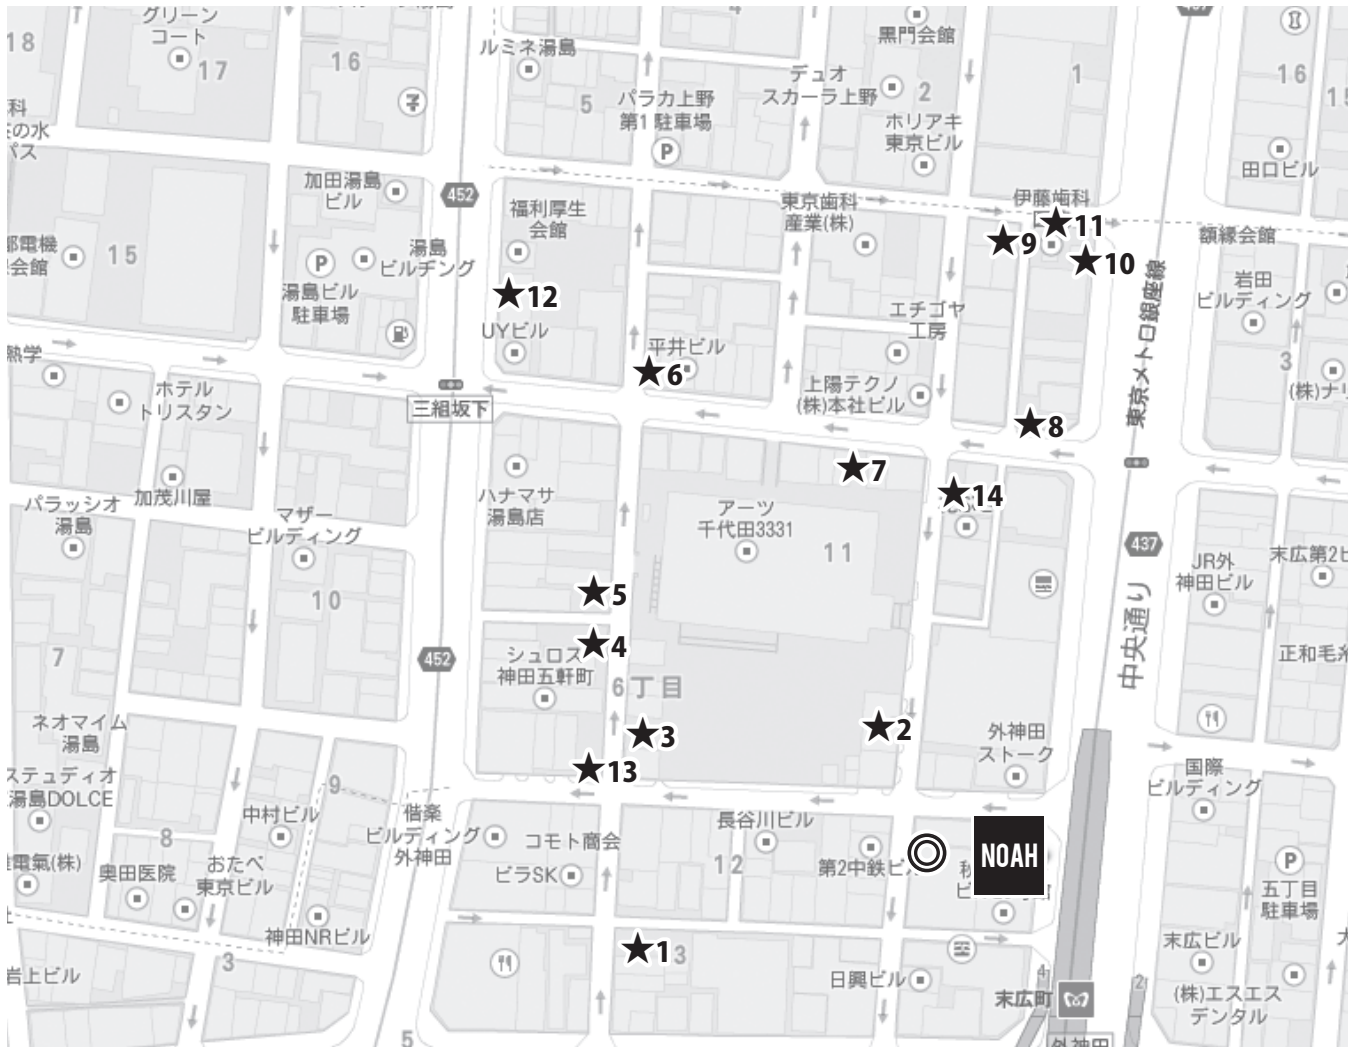 グリーン
コート
17
18
16
ルミネ湯島
5
パラカ上野
第1駐車場
P
4
デュオ
スカーラ上野
黒門会館
2
ホリアキ
東京ビル
1
16
15
田口ビル
加田湯島
ビル
452
福利厚生
会館
東京歯科
産業(株)
伊藤歯科
11
9
10
額縁会館
15
湯島
ビルヂング
P
湯島ビル
駐車場
12
UYビル
平井ビル
6
エチゴヤ
工房
上陽テクノ
(株)本社ビル
8
東京メトロ銀座線
岩田
ビルディング
3
熱学
ホテル
トリスタン
三組坂下
7
14
ハナマサ
湯島店
アーツ
千代田3331
11
437
パラッシオ
湯島
加茂川屋
マザー
ビルディング
10
5
4
シュロス
神田五軒町
6丁目
452
中央通り
JR外
神田ビル
末広第2ビ
正和毛糸
7
3
13
2
外神田
ストーク
ネオマイム
湯島
ステュディオ
湯島DOLCE
9
8
中村ビル
偕楽
ビルディング
外神田
コモト商会
ビラSK
長谷川ビル
12
第2中鉄ビ
NOAH
国際
ビルディング
P
五丁目
駐車場
奥田医院
おたべ
東京ビル
神田NRビル
岩上ビル
3
1
3
日興ビル
末広町
4
2
末広ビル
(株)エスエス
デンタル
5
外神田